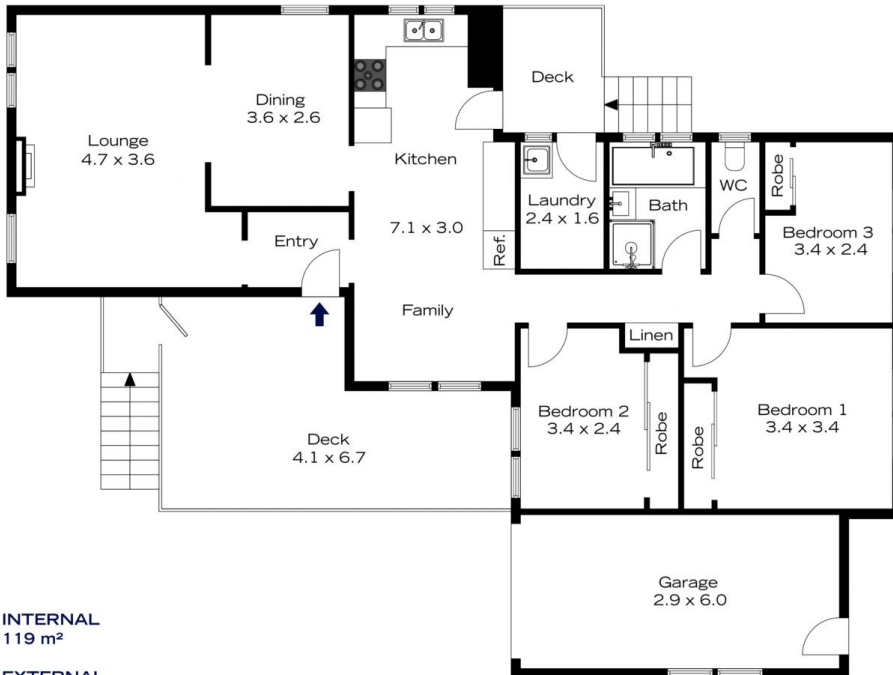 Deck
Dining
3.6 x 2.6
Lounge
4.7 x 3.6
Kitchen
7.1 x 3.0
Ref.
Family
Laundry
2.4 x 1.6
Bath
WC
Robe
Bedroom 3
3.4 x 2.4
Entry
Linen
Bedroom 2
3.4 x 2.4
Robe
Robe
Bedroom 1
3.4 x 3.4
Deck
4.1 x 6.7
Garage
2.9 x 6.0
INTERNAL
119 m²
EXTERNAL